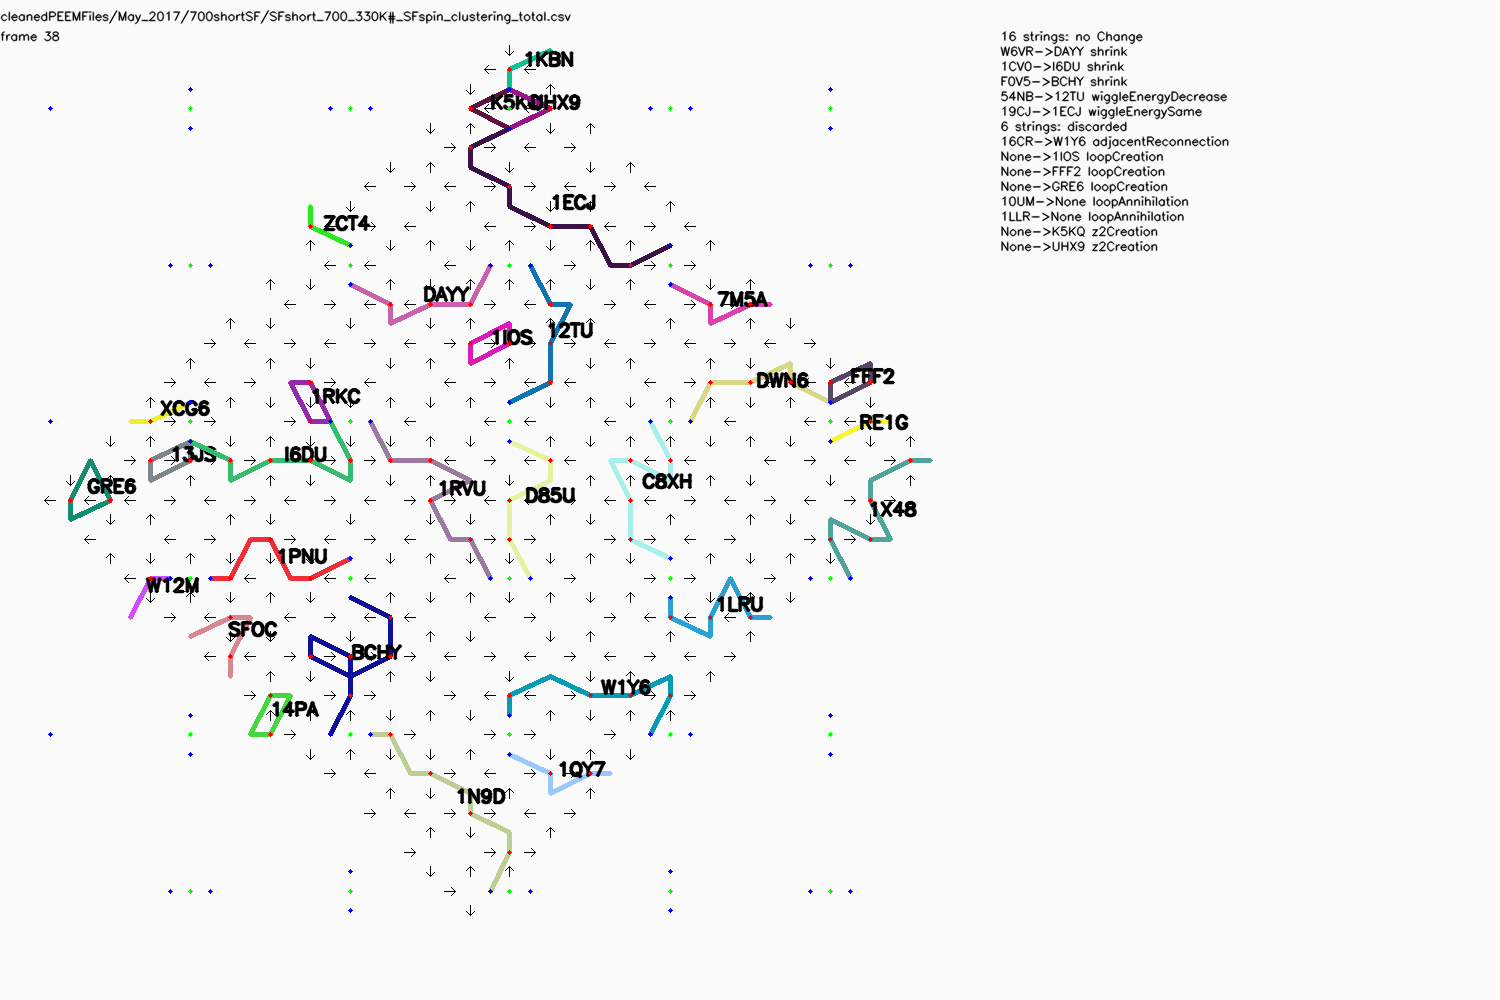 cleanedPEEMFiles/May_2017/700shortSF/SFshort_700_330K#_SFspin_clustering_total.csv
frame 38
16 strings: no Change
W6VR->DAYY shrink
1CV0->I6DU shrink
F0V5->BCHY shrink
54NB->12TU wiggleEnergyDecrease
19CJ->1ECJ wiggleEnergySame
6 strings: discarded
16CR->W1Y6 adjacentReconnection
None->1IOS loopCreation
None->FFF2 loopCreation
None->GRE6 loopCreation
10UM->None loopAnnihilation
1LLR->None loopAnnihilation
None->K5KQ z2Creation
None->UHX9 z2Creation
1KBN
K5KQ
UHX9
1ECJ
ZCT4
DAYY
7M5A
1IOS
12TU
DWN6
FFF2
1RKC
XCG6
RE1G
13JS
I6DU
GRE6
1RVU
D85U
C8XH
1X48
1PNU
W12M
1LRU
SFOC
BCHY
W1Y6
14PA
1QY7
1N9D